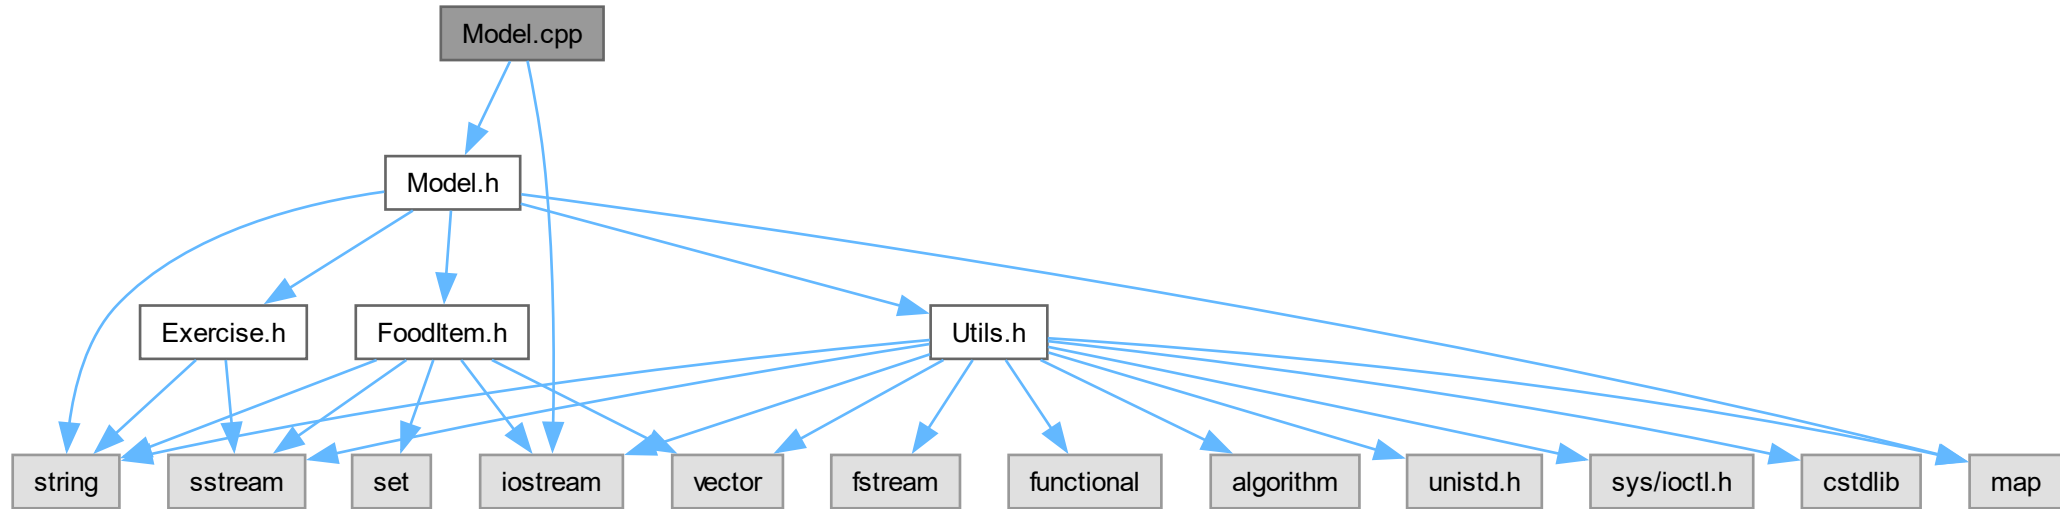 Model.cpp
Model.h
Exercise.h
FoodItem.h
Utils.h
string
sstream
set
iostream
vector
fstream
functional
algorithm
unistd.h
sys/ioctl.h
cstdlib
map